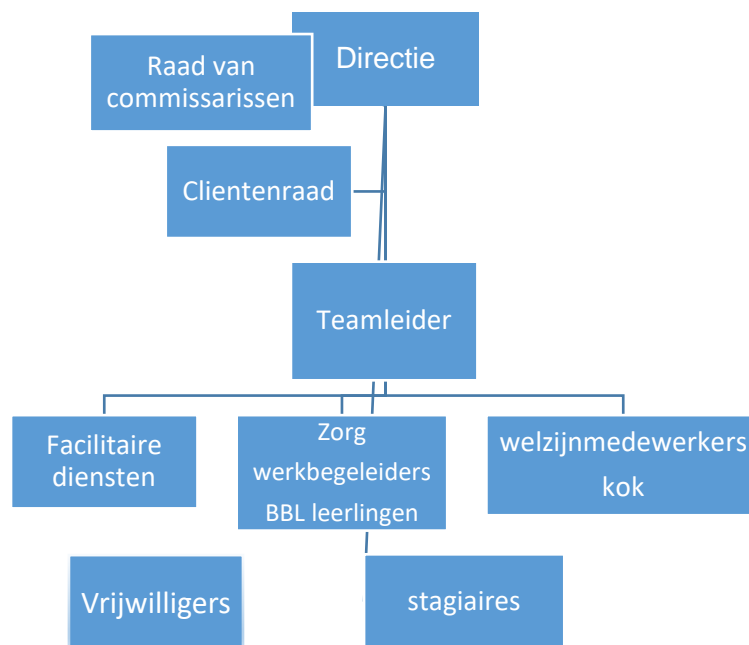 Directie
Raad van
commissarissen
Clientenraad
Teamleider
Facilitaire
diensten
Zorg
werkbegeleiders
BBL leerlingen
welzijnmedewerkers
kok
Vrijwilligers
stagiaires